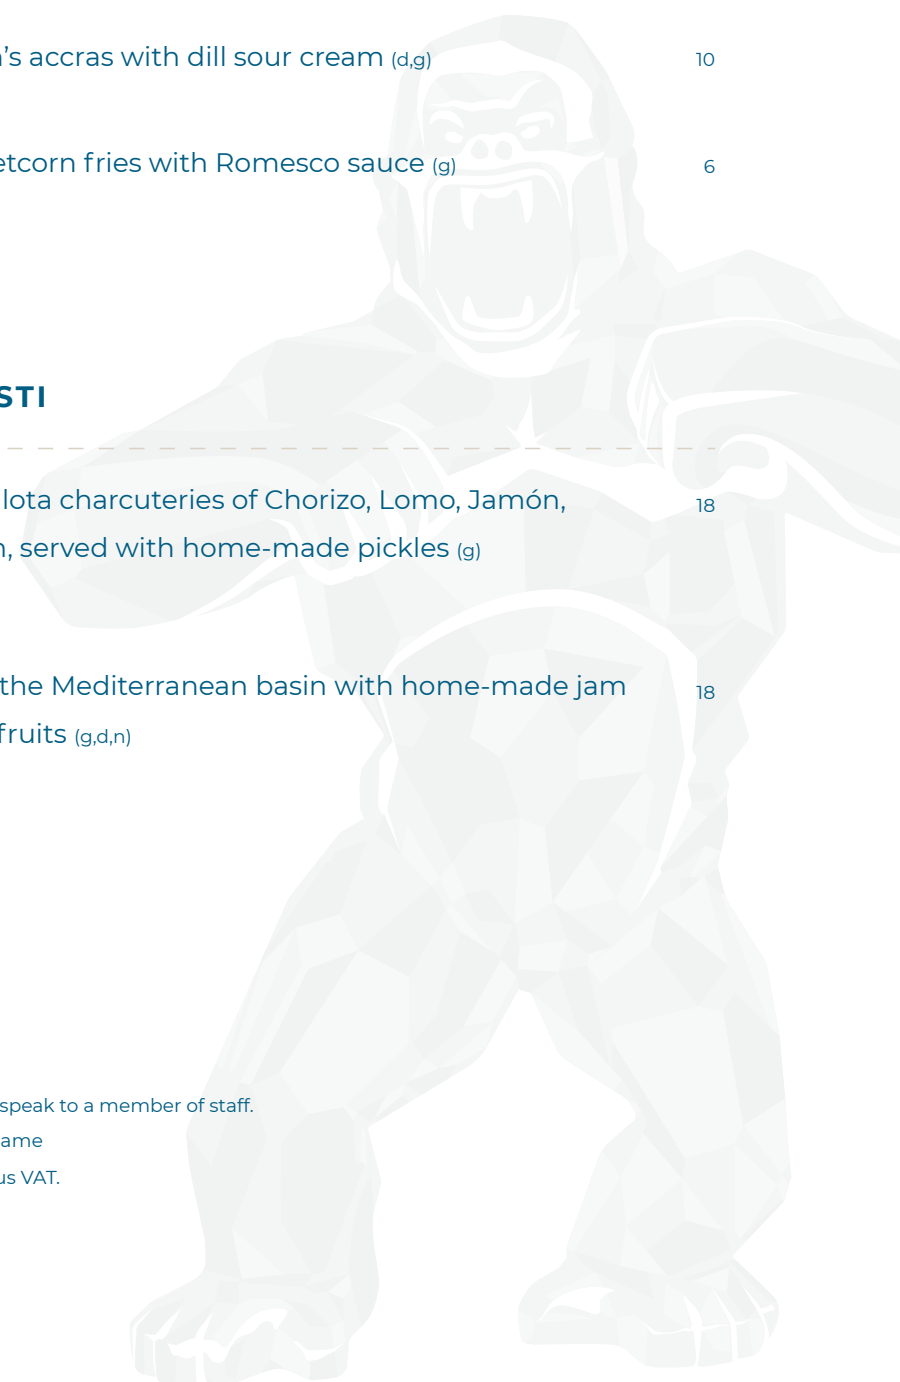 's accras with dill sour cream (d,g) 10
etcorn fries with Romesco sauce (g) 6
STI
lota charcuteries of Chorizo, Lomo, Jamón, 18
, served with home-made pickles (g)
the Mediterranean basin with home-made jam 18
fruits (g,d,n)
speak to a member of staff.
ame
us VAT.